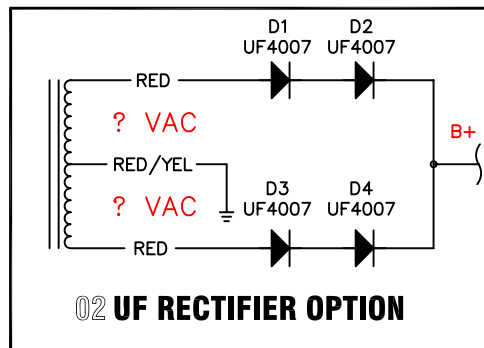 D1
UF4007
D2
UF4007
RED
? VAC
B+
RED/YEL
? VAC
D3
UF4007
D4
UF4007
RED
02 UF RECTIFIER OPTION